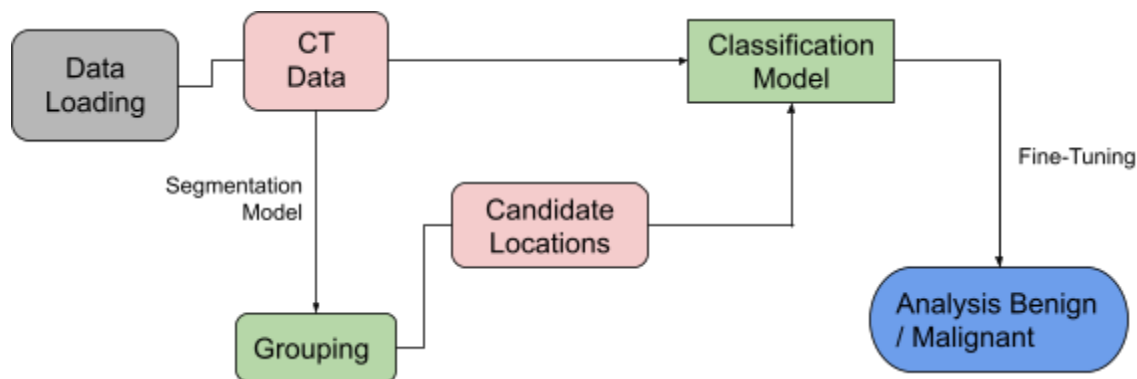 Data
Loading
CT
Data
Classification
Model
Segmentation
Model
Candidate
Locations
Fine-Tuning
Grouping
Analysis Benign
/ Malignant